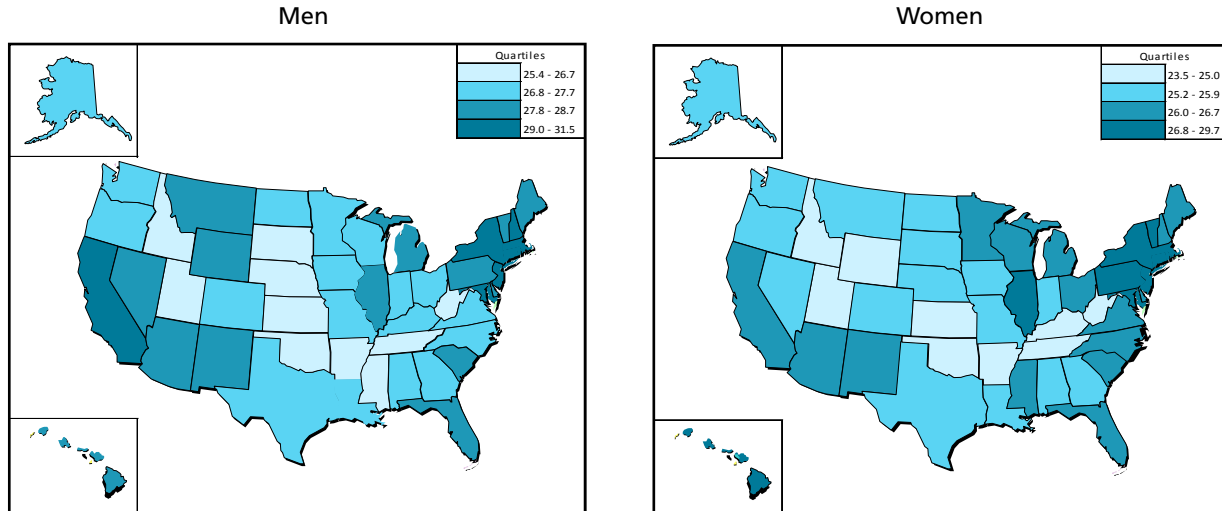 Men
Quartiles
25.4 - 26.7
26.8 - 27.7
27.8 - 28.7
29.0 - 31.5
Women
Quartiles
23.5 - 25.0
25.2 - 25.9
26.0 - 26.7
26.8 - 29.7